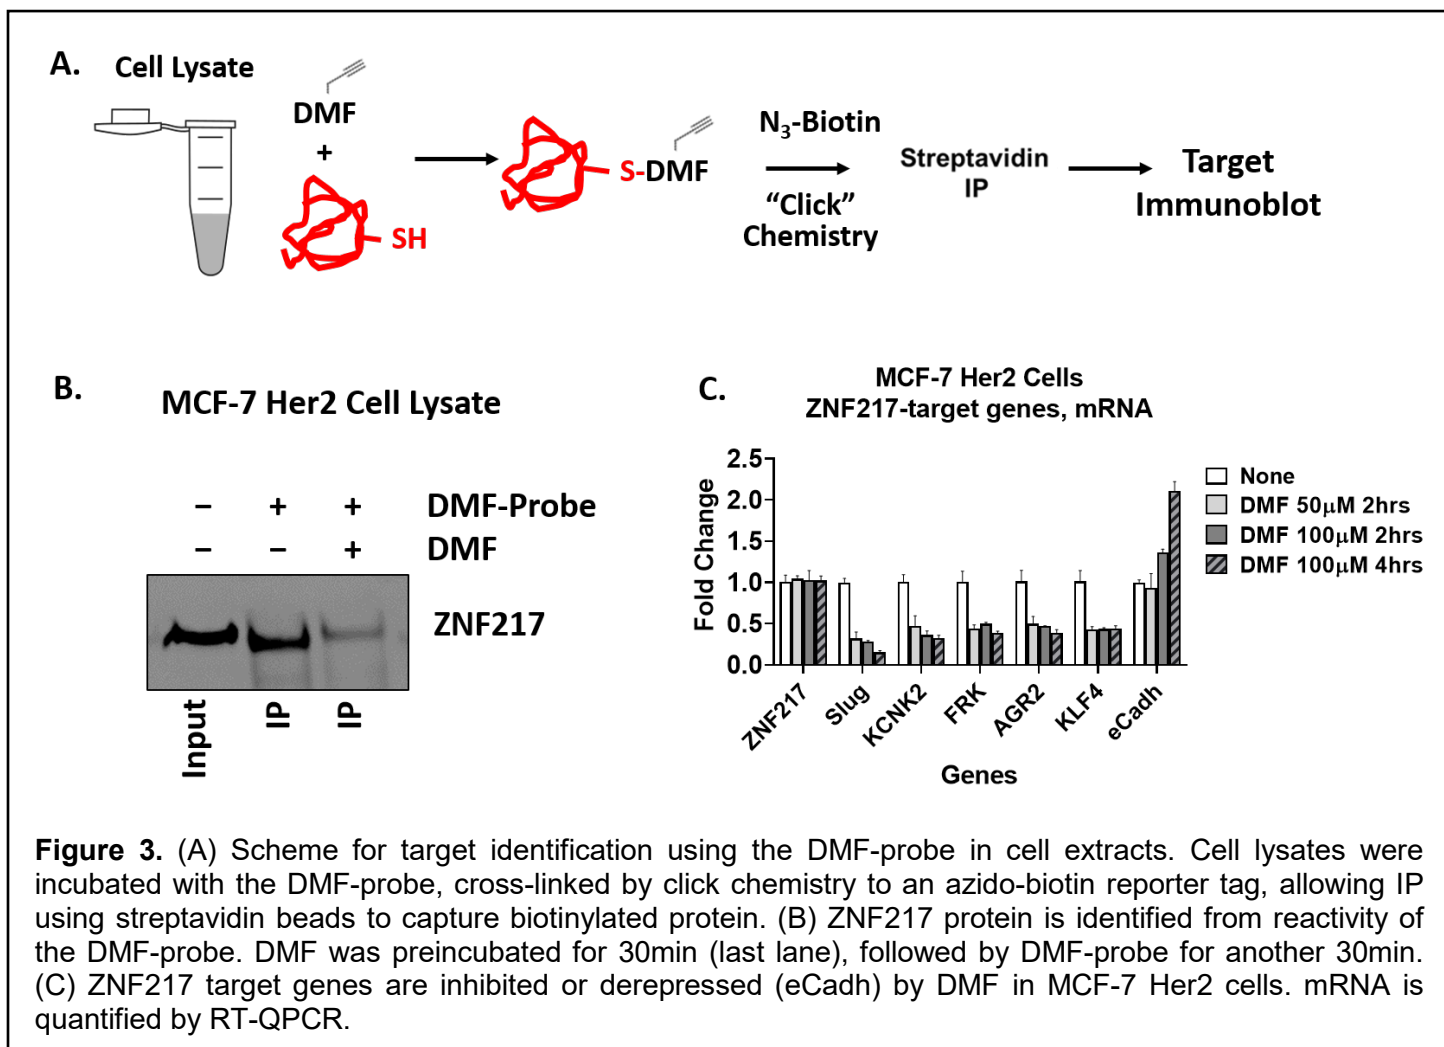 A.
Cell Lysate
DMF
+
SH
S-DMF
N₃-Biotin
“Click”
Chemistry
Streptavidin
IP
Target
Immunoblot
B.
MCF-7 Her2 Cell Lysate
– + + DMF-Probe
– – + DMF
ZNF217
Input IP IP
C.
MCF-7 Her2 Cells
ZNF217-target genes, mRNA
Fold Change
2.5
2.0
1.5
1.0
0.5
0.0
None
DMF 50μM 2hrs
DMF 100μM 2hrs
DMF 100μM 4hrs
ZNF217 Slug KCNK2 FRK AGR2 KLF4 eCadh
Genes
Figure 3. (A) Scheme for target identification using the DMF-probe in cell extracts. Cell lysates were
incubated with the DMF-probe, cross-linked by click chemistry to an azido-biotin reporter tag, allowing IP
using streptavidin beads to capture biotinylated protein. (B) ZNF217 protein is identified from reactivity of
the DMF-probe. DMF was preincubated for 30min (last lane), followed by DMF-probe for another 30min.
(C) ZNF217 target genes are inhibited or derepressed (eCadh) by DMF in MCF-7 Her2 cells. mRNA is
quantified by RT-QPCR.